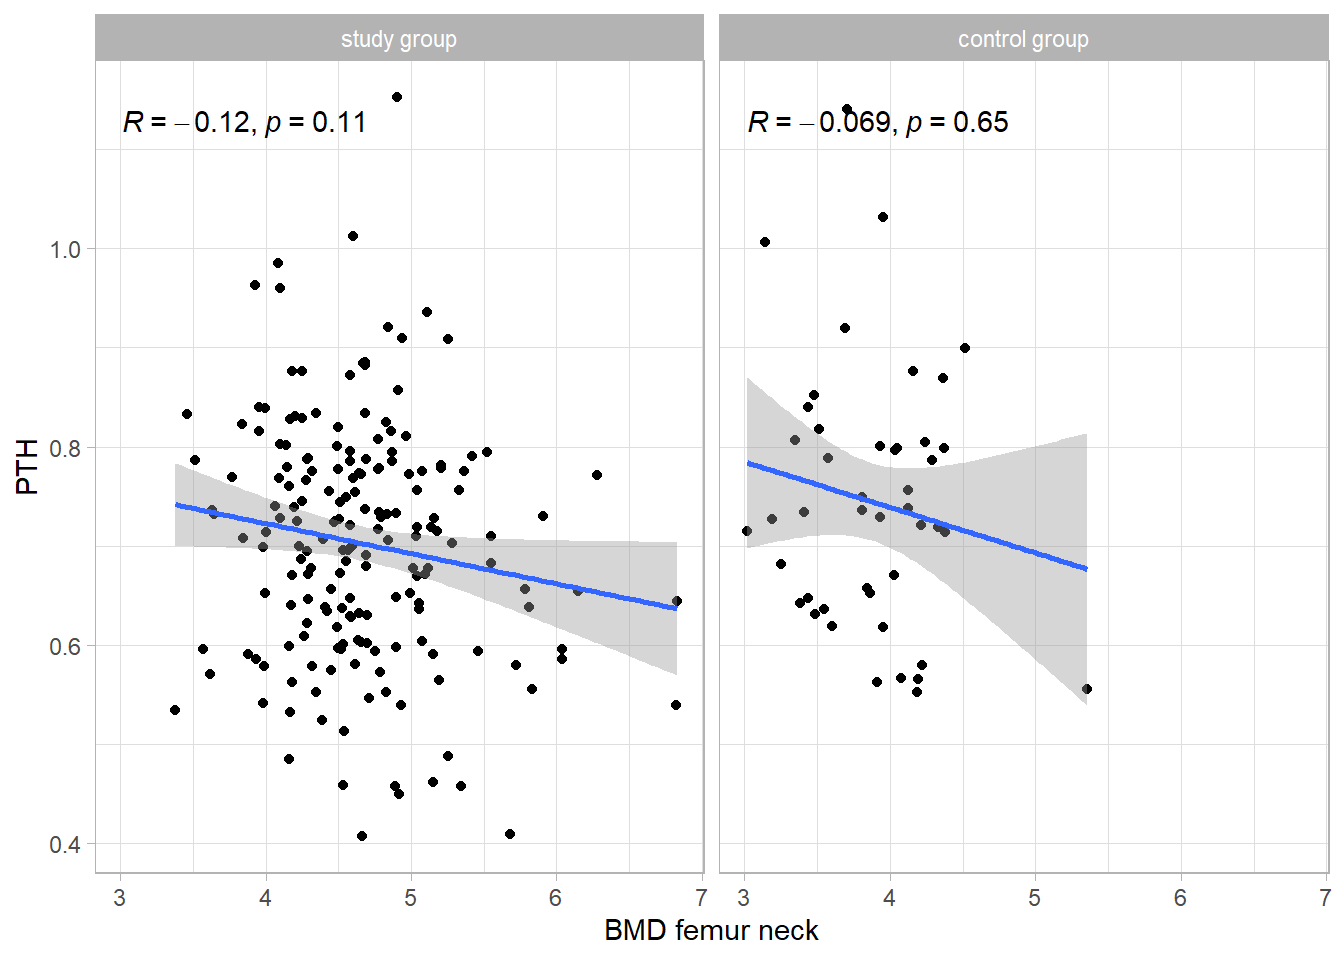 study group
control group
R = −0.12, p = 0.11
R = −0.069, p = 0.65
PTH
1.0
0.8
0.6
0.4
3 4 5 6 7
3 4 5 6 7
BMD femur neck